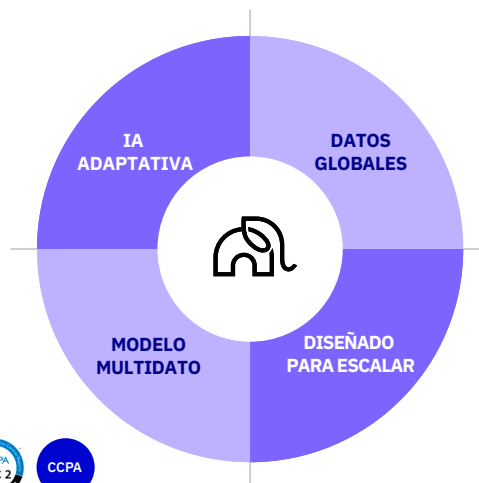 IA
ADAPTATIVA
DATOS
GLOBALES
MODELO
MULTIDATO
DISEÑADO
PARA ESCALAR
CCPA